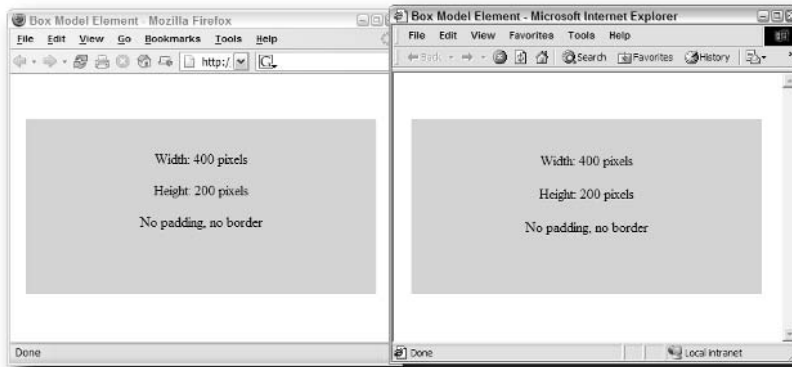 Box Model Element - Mozilla Firefox
File Edit View Go Bookmarks Tools Help
http:/
G
Width: 400 pixels
Height: 200 pixels
No padding, no border
Done
Box Model Element - Microsoft Internet Explorer
File Edit View Favorites Tools Help
Back Search Favorites History
Width: 400 pixels
Height: 200 pixels
No padding, no border
Done Local intranet